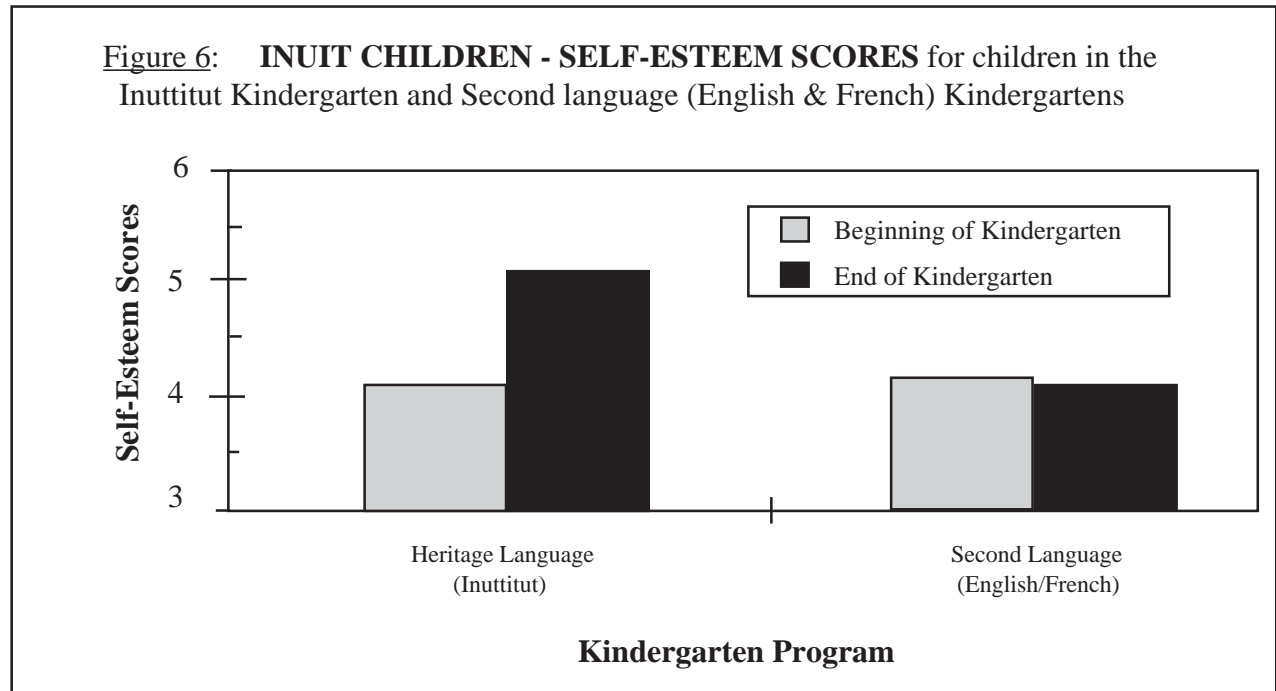 Figure 6: INUIT CHILDREN - SELF-ESTEEM SCORES for children in the
Inuttitut Kindergarten and Second language (English & French) Kindergartens
6
5
4
3
Self-Esteem Scores
Beginning of Kindergarten
End of Kindergarten
Heritage Language
(Inuttitut)
Second Language
(English/French)
Kindergarten Program